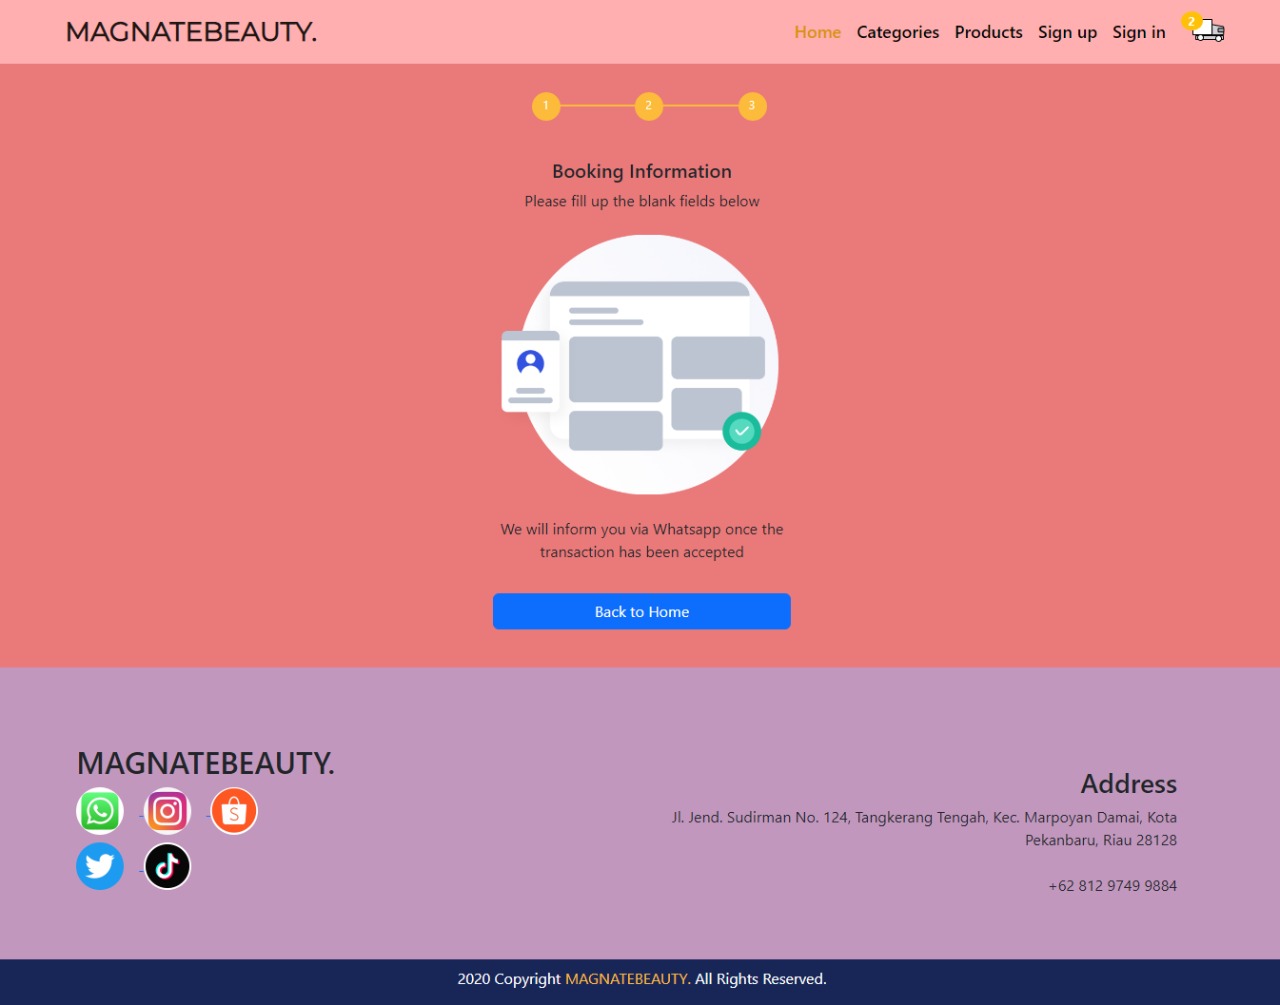 MAGNATEBEAUTY.
Home Categories Products Sign up Sign in 2
1 2 3
Booking Information
Please fill up the blank fields below
We will inform you via Whatsapp once the
transaction has been accepted
Back to Home
MAGNATEBEAUTY.
Address
Jl. Jend. Sudirman No. 124, Tangkerang Tengah, Kec. Marpoyan Damai, Kota
Pekanbaru, Riau 28128
+62 812 9749 9884
2020 Copyright MAGNATEBEAUTY. All Rights Reserved.